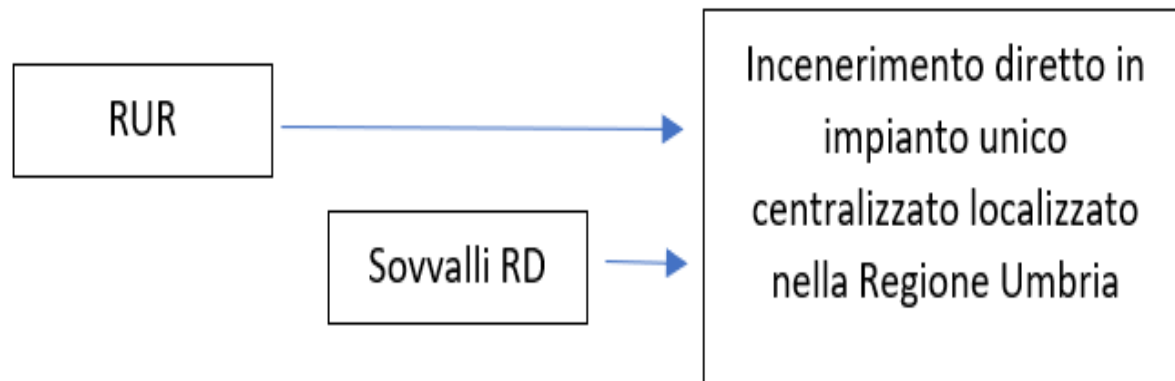 RUR
Sovvalli RD
Incenerimento diretto in
impianto unico
centralizzato localizzato
nella Regione Umbria